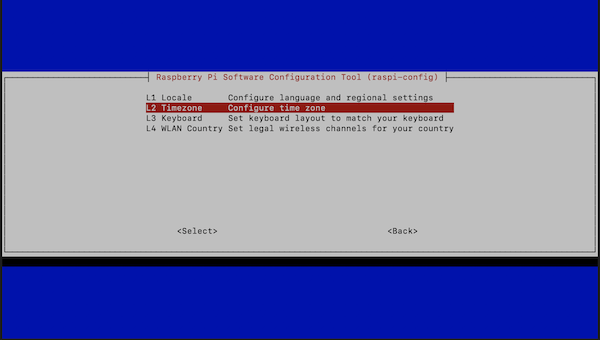 Raspberry Pi Software Configuration Tool (raspi-config)
L1 Locale Configure language and regional settings
L2 Timezone Configure time zone
L3 Keyboard Set keyboard layout to match your keyboard
L4 WLAN Country Set legal wireless channels for your country
<Select> <Back>